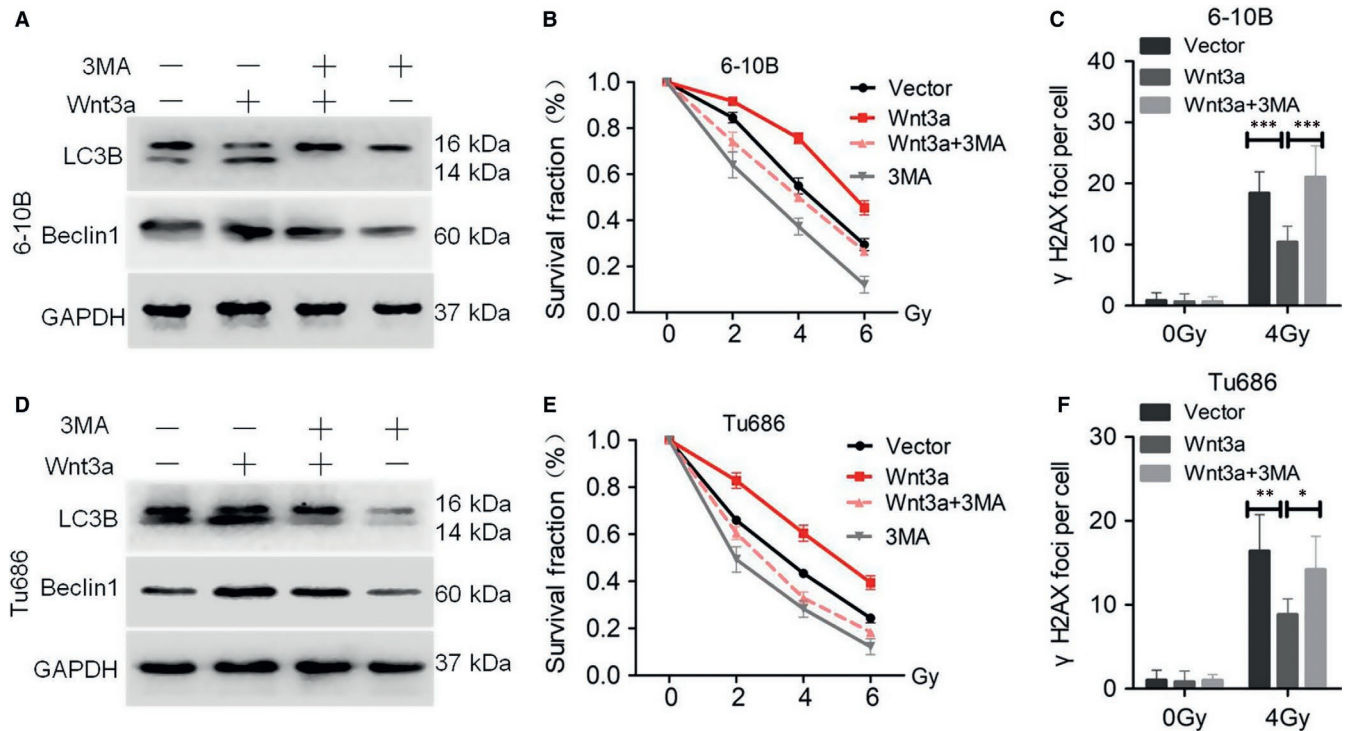 A
3MA — — + +
Wnt3a — + + —
6-10B
LC3B
16 kDa
14 kDa
Beclin1
60 kDa
GAPDH
37 kDa
B
6-10B
Survival fraction (%)
1.0
0.8
0.6
0.4
0.2
0.0
0 2 4 6
Gy
Vector
Wnt3a
Wnt3a+3MA
3MA
C
6-10B
Vector
Wnt3a
Wnt3a+3MA
γ H2AX foci per cell
40
30
20
10
0
*** ***
0Gy 4Gy
D
3MA — — + +
Wnt3a — + + —
Tu686
LC3B
16 kDa
14 kDa
Beclin1
60 kDa
GAPDH
37 kDa
E
Tu686
Survival fraction (%)
1.0
0.8
0.6
0.4
0.2
0.0
0 2 4 6
Gy
Vector
Wnt3a
Wnt3a+3MA
3MA
F
Tu686
Vector
Wnt3a
Wnt3a+3MA
γ H2AX foci per cell
30
20
10
0
** *
0Gy 4Gy